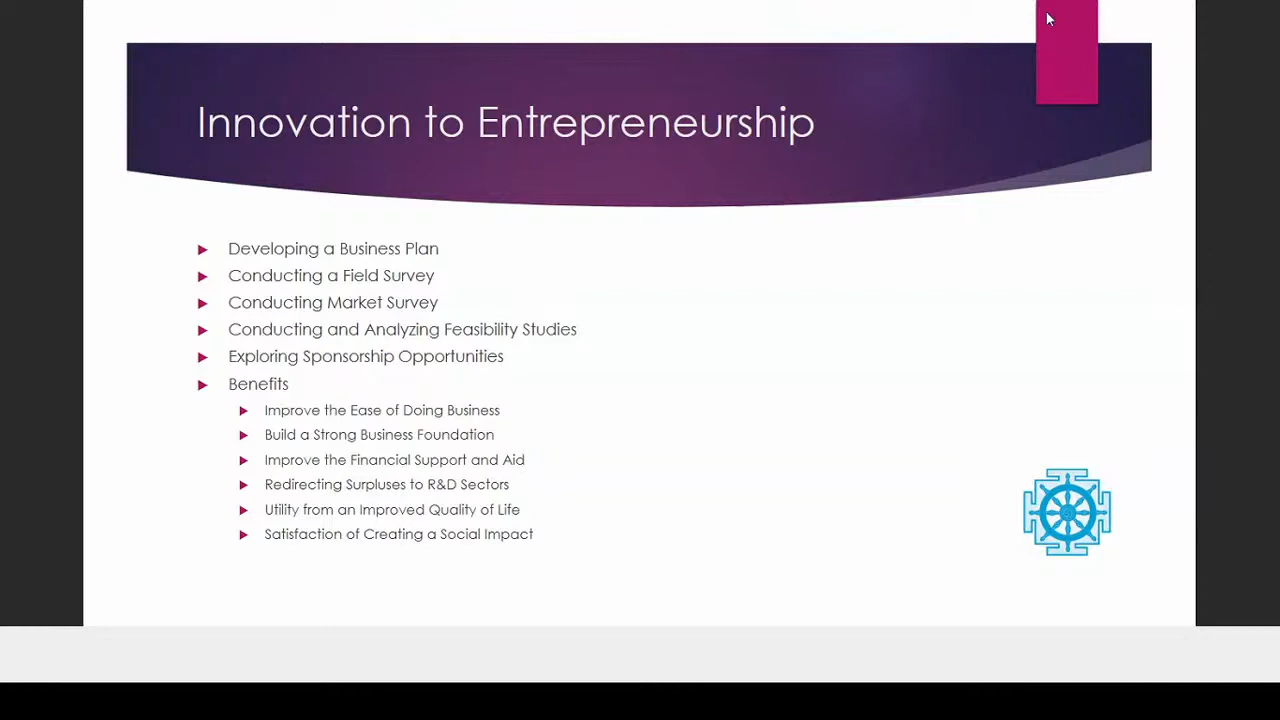 Innovation to Entrepreneurship
Developing a Business Plan
Conducting a Field Survey
Conducting Market Survey
Conducting and Analyzing Feasibility Studies
Exploring Sponsorship Opportunities
Benefits
Improve the Ease of Doing Business
Build a Strong Business Foundation
Improve the Financial Support and Aid
Redirecting Surpluses to R&D Sectors
Utility from an Improved Quality of Life
Satisfaction of Creating a Social Impact